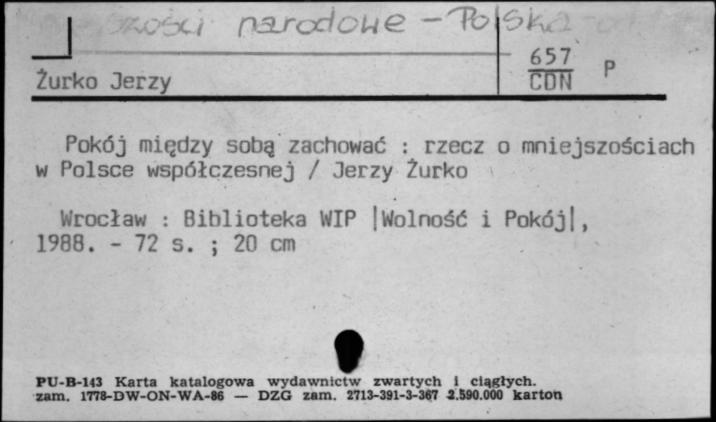 narodowe - Polska
657
CDN P
Żurko Jerzy
Pokój między sobą zachować : rzecz o mniejszościach
w Polsce współczesnej / Jerzy Żurko
Wrocław : Biblioteka WIP |Wolność i Pokój|,
1988. - 72 s. ; 20 cm
PU-B-143 Karta katalogowa wydawnictw zwartych i ciągłych.
zam. 1778-DW-ON-WA-86 — DZG zam. 2713-391-3-367 2.590.000 karton